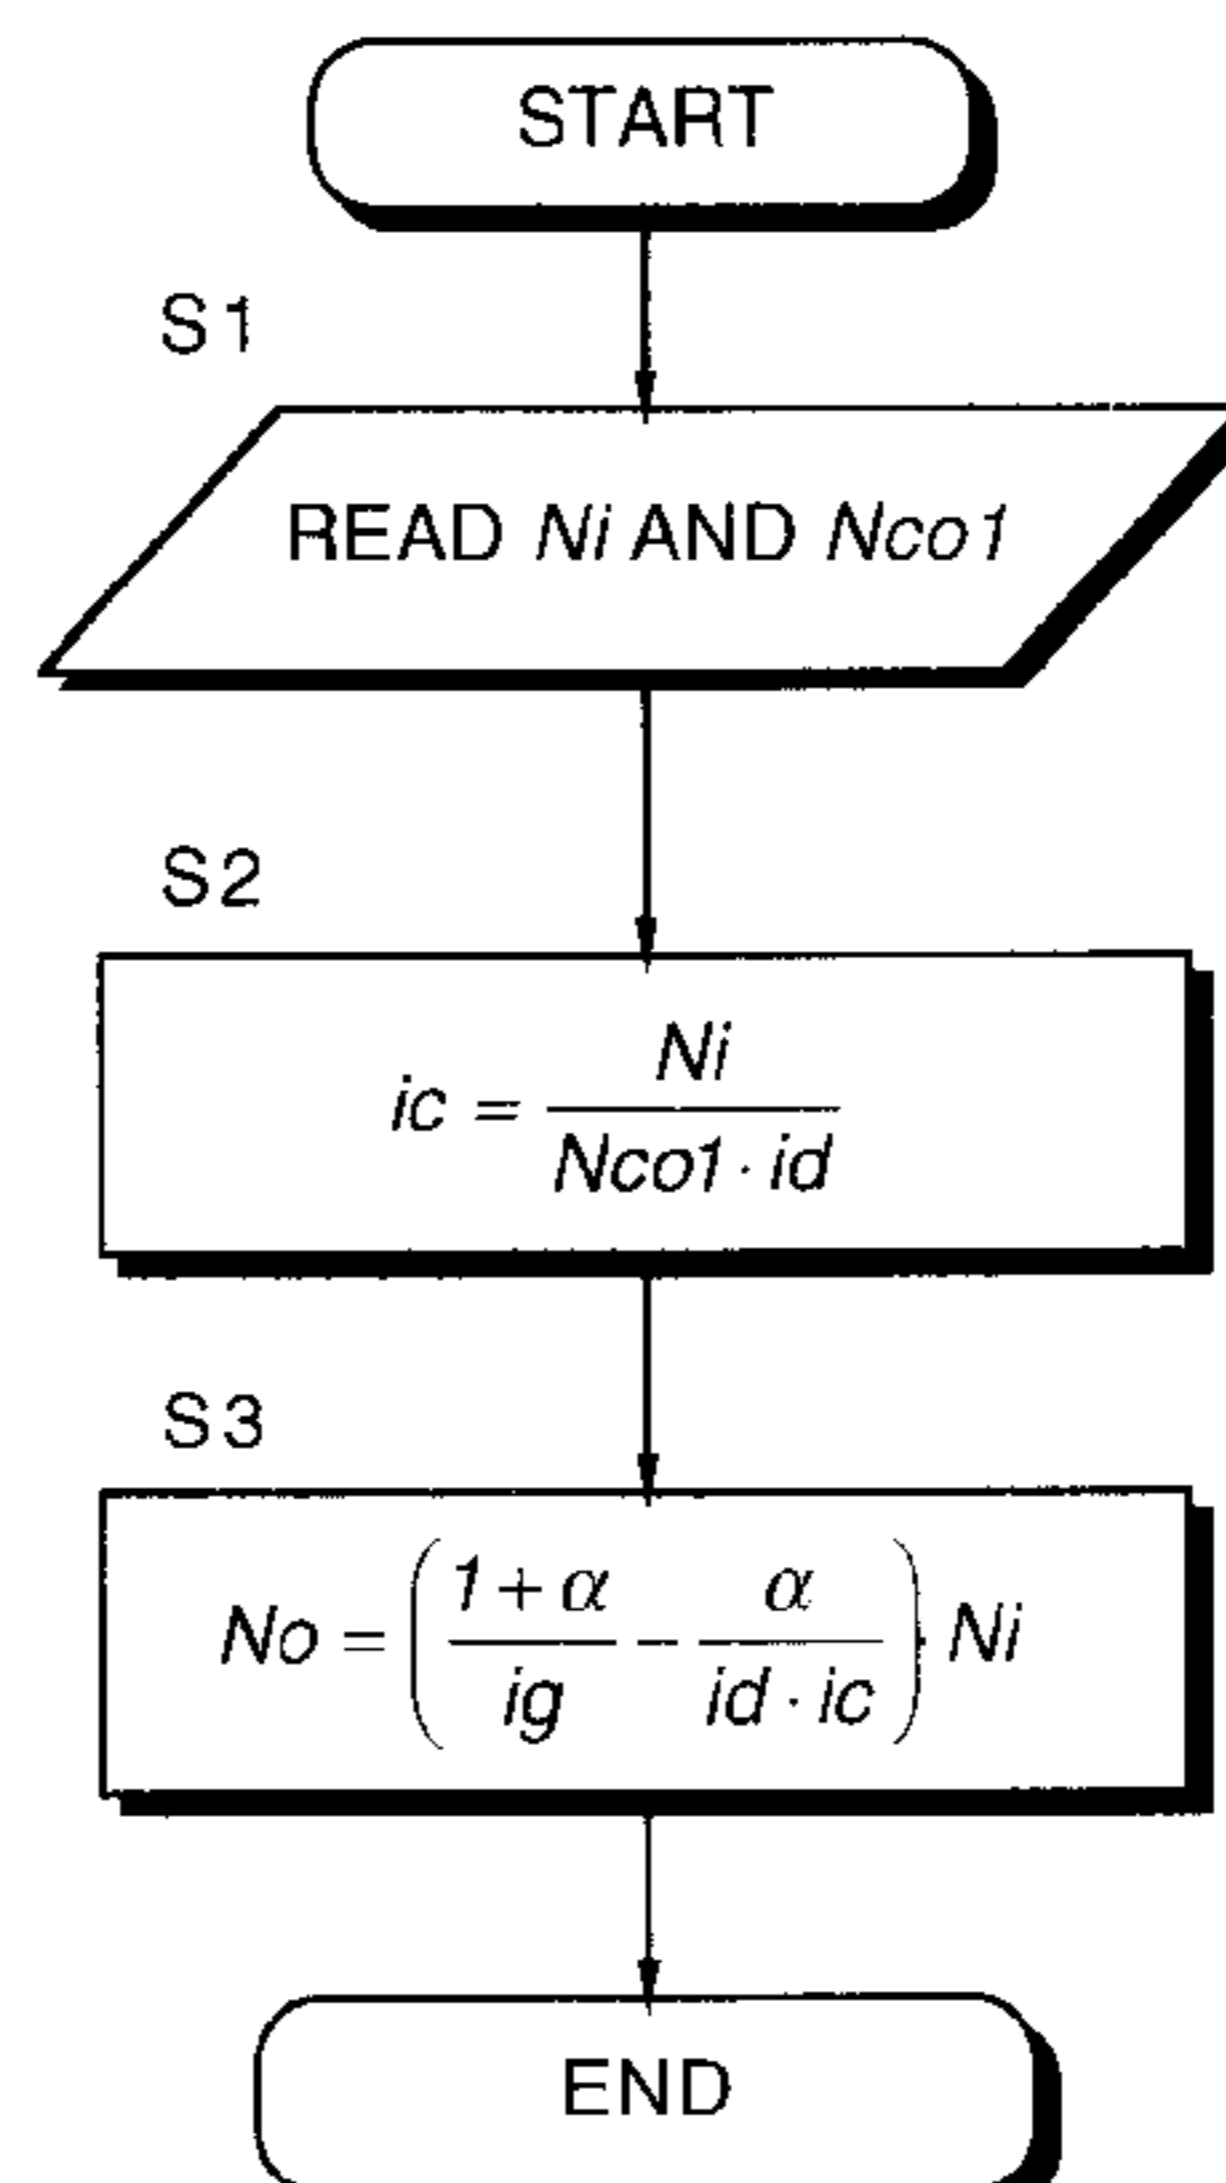 START
S1
READ Ni AND Nco1
S2
ic = Ni / Nco1 · id
S3
No = ( 1 + α / ig - α / id · ic ) Ni
END